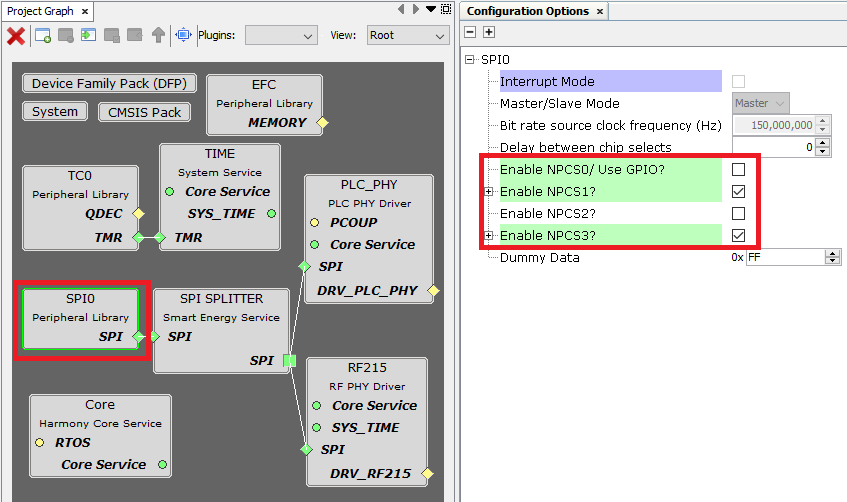 Project Graph ×
Plugins:
View:
Root
Device Family Pack (DFP)
System
CMSIS Pack
EFC
Peripheral Library
MEMORY
TC0
Peripheral Library
QDEC
TMR
TIME
System Service
Core Service
SYS_TIME
TMR
PLC_PHY
PLC PHY Driver
PCOUP
Core Service
SPI
DRV_PLC_PHY
SPI0
Peripheral Library
SPI
SPI SPLITTER
Smart Energy Service
SPI
SPI
RF215
RF PHY Driver
Core Service
SYS_TIME
SPI
DRV_RF215
Core
Harmony Core Service
RTOS
Core Service
Configuration Options ×
SPI0
Interrupt Mode
Master/Slave Mode Master
Bit rate source clock frequency (Hz) 150,000,000
Delay between chip selects 0
Enable NPCS0/ Use GPIO?
Enable NPCS1?
Enable NPCS2?
Enable NPCS3?
Dummy Data 0x FF